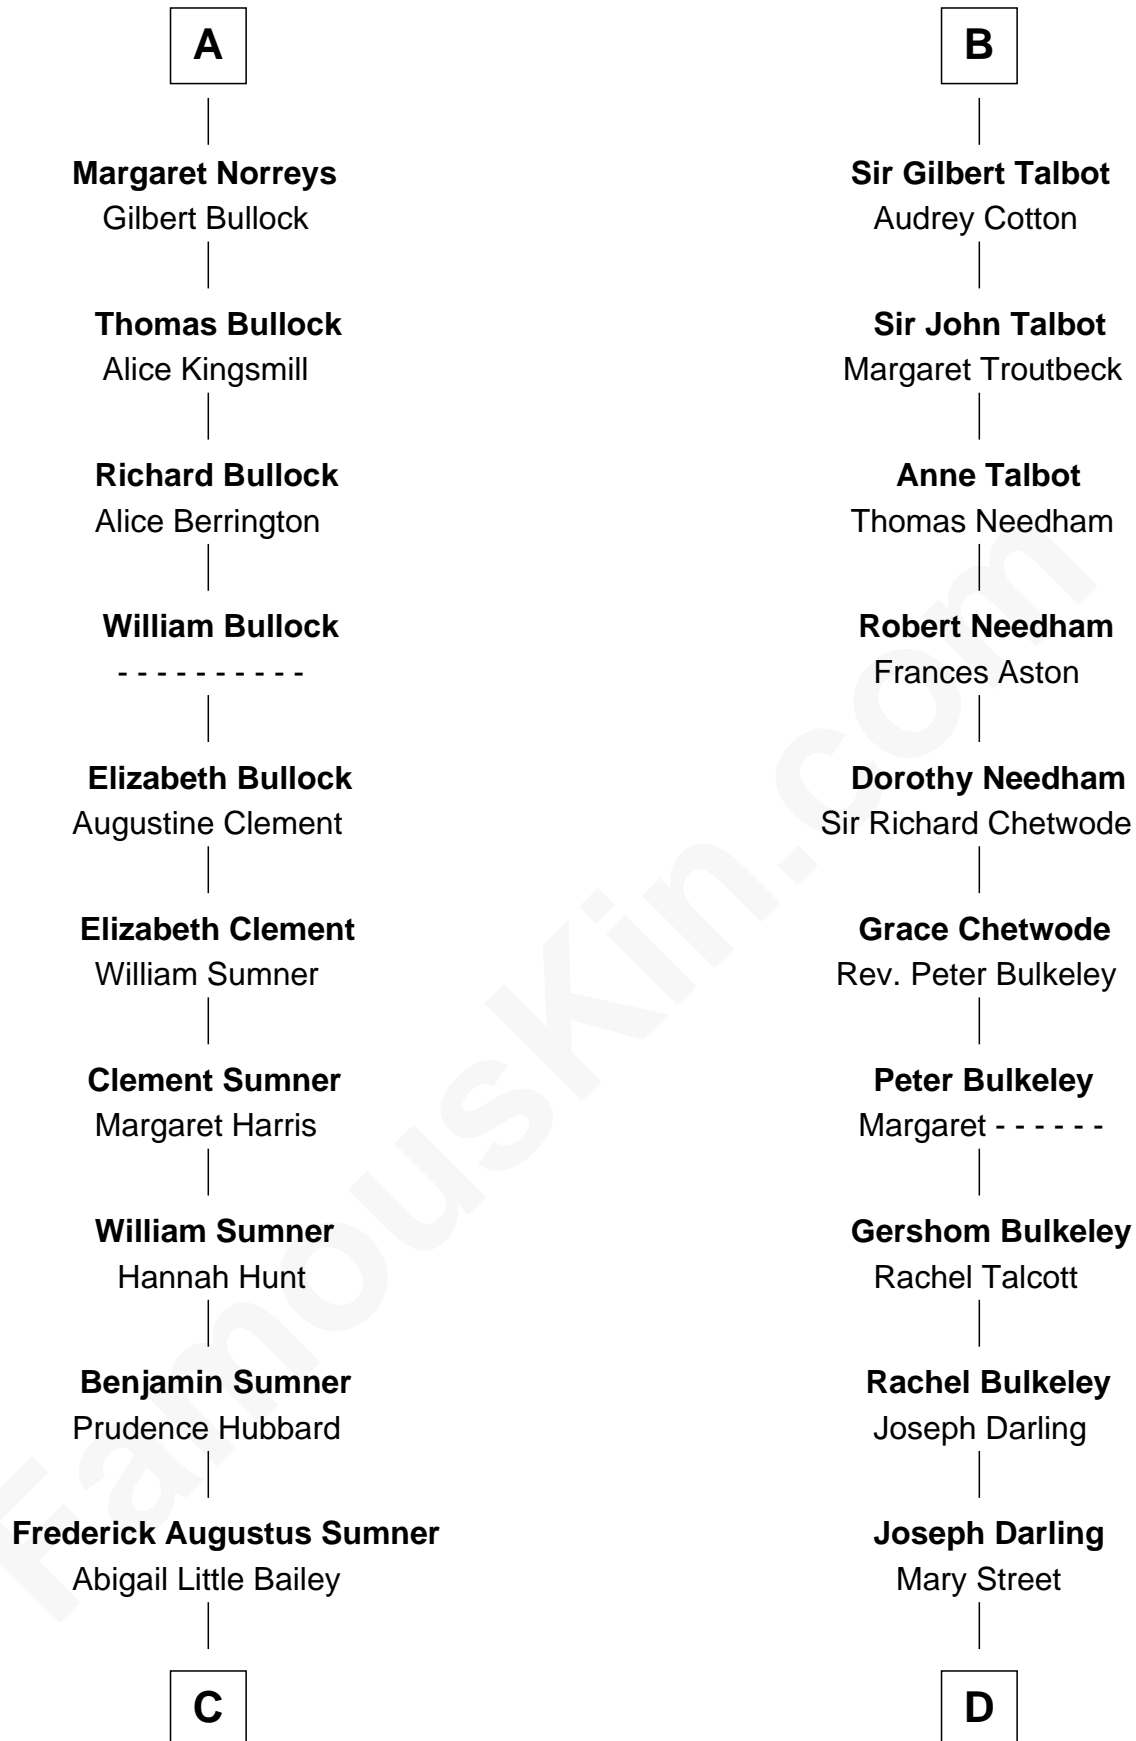 A
Margaret Norreys
Gilbert Bullock
Thomas Bullock
Alice Kingsmill
Richard Bullock
Alice Berrington
William Bullock
- - - - - - - - - -
Elizabeth Bullock
Augustine Clement
Elizabeth Clement
William Sumner
Clement Sumner
Margaret Harris
William Sumner
Hannah Hunt
Benjamin Sumner
Prudence Hubbard
Frederick Augustus Sumner
Abigail Little Bailey
C
B
Sir Gilbert Talbot
Audrey Cotton
Sir John Talbot
Margaret Troutbeck
Anne Talbot
Thomas Needham
Robert Needham
Frances Aston
Dorothy Needham
Sir Richard Chetwode
Grace Chetwode
Rev. Peter Bulkeley
Peter Bulkeley
Margaret - - - - - -
Gershom Bulkeley
Rachel Talcott
Rachel Bulkeley
Joseph Darling
Joseph Darling
Mary Street
D
FamousKin.com